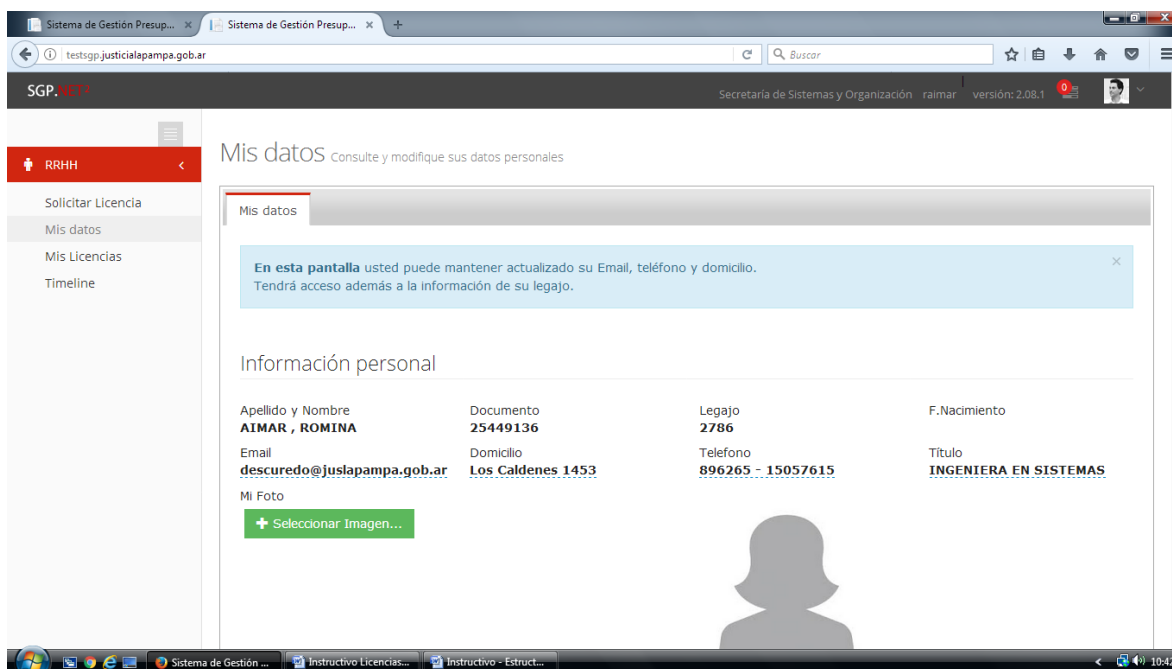 Sistema de Gestión Presup... × Sistema de Gestión Presup... × +
testsgp.justicialapampa.gob.ar Buscar
SGP.NET? Secretaría de Sistemas y Organización raimar versión: 2.08.1 0
RRHH
Solicitar Licencia
Mis datos
Mis Licencias
Timeline
Mis datos Consulte y modifique sus datos personales
Mis datos
En esta pantalla usted puede mantener actualizado su Email, teléfono y domicilio. ×
Tendrá acceso además a la información de su legajo.
Información personal
Apellido y Nombre Documento Legajo F.Nacimiento
AIMAR , ROMINA 25449136 2786
Email Domicilio Telefono Título
descuredo@juslapampa.gob.ar Los Caldenes 1453 896265 - 15057615 INGENIERA EN SISTEMAS
Mi Foto
+ Seleccionar Imagen...
Sistema de Gestión ... Instructivo Licencias... Instructivo - Estruct... 10:42